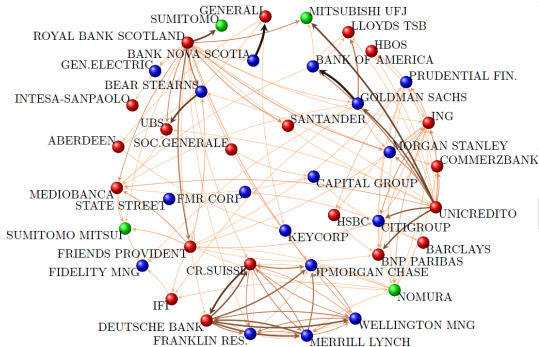 GENERALI
SUMITOMO
MITSUBISHI UFJ
LLOYDS TSB
ROYAL BANK SCOTLAND
HBOS
BANK NOVA SCOTIA
BANK OF AMERICA
GEN.ELECTRIC
PRUDENTIAL FIN.
BEAR STEARNS
GOLDMAN SACHS
INTESA-SANPAOLO
ING
SANTANDER
UBS
ABERDEEN
SOC.GENERALE
MORGAN STANLEY
COMMERZBANK
CAPITAL GROUP
MEDIOBANCA
STATE STREET
FMR CORP
UNICREDITO
HSBC
CITIGROUP
SUMITOMO MITSUI
KEYCORP
BARCLAYS
FRIENDS PROVIDENT
BNP PARIBAS
FIDELITY MNG
CR.SUISSE
JPMORGAN CHASE
NOMURA
IFI
DEUTSCHE BANK
WELLINGTON MNG
FRANKLIN RES.
MERRILL LYNCH